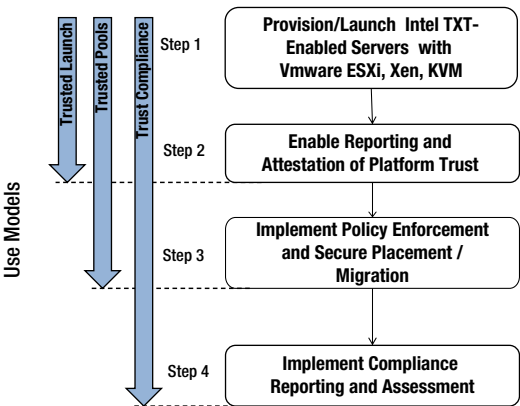 Use Models
Trusted Launch
Trusted Pools
Trust Compliance
Step 1
Provision/Launch Intel TXT-
Enabled Servers with
Vmware ESXi, Xen, KVM
Step 2
Enable Reporting and
Attestation of Platform Trust
Step 3
Implement Policy Enforcement
and Secure Placement /
Migration
Step 4
Implement Compliance
Reporting and Assessment